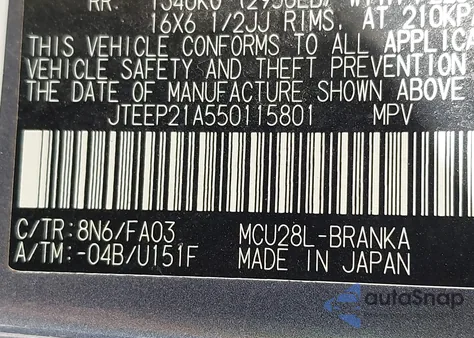 RR: 1340KG (2950LB)
16X6 1/2JJ RIMS, AT 210KP
THIS VEHICLE CONFORMS TO ALL APPLICA
VEHICLE SAFETY AND THEFT PREVENTION
THE DATE OF MANUFACTURE SHOWN ABOVE
JTEEP21A550115801 MPV
C/TR:8N6/FA03 MCU28L-BRANKA
A/TM:-04B/U151F MADE IN JAPAN
autoSnap